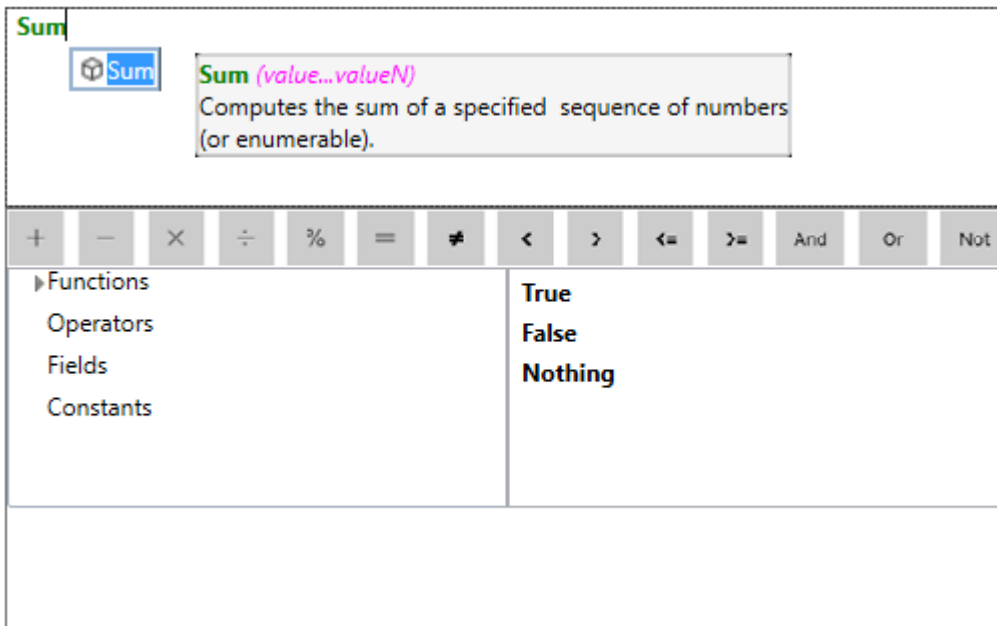 Sum
Sum
Sum (value...valueN)
Computes the sum of a specified  sequence of numbers
(or enumerable).
+ − × ÷ % = ≠ < > <= >= And Or Not
Functions
Operators
Fields
Constants
True
False
Nothing